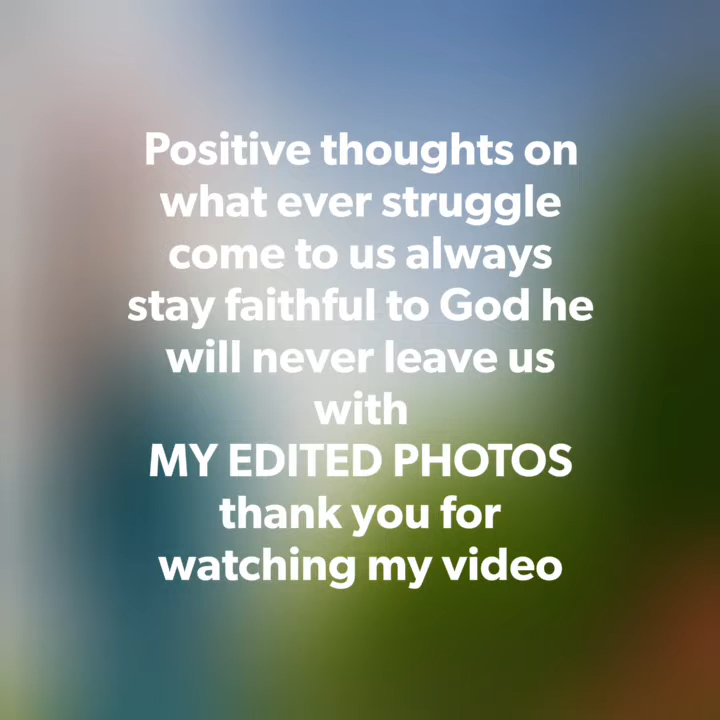 Positive thoughts on
what ever struggle
come to us always
stay faithful to God he
will never leave us
with
MY EDITED PHOTOS
thank you for
watching my video